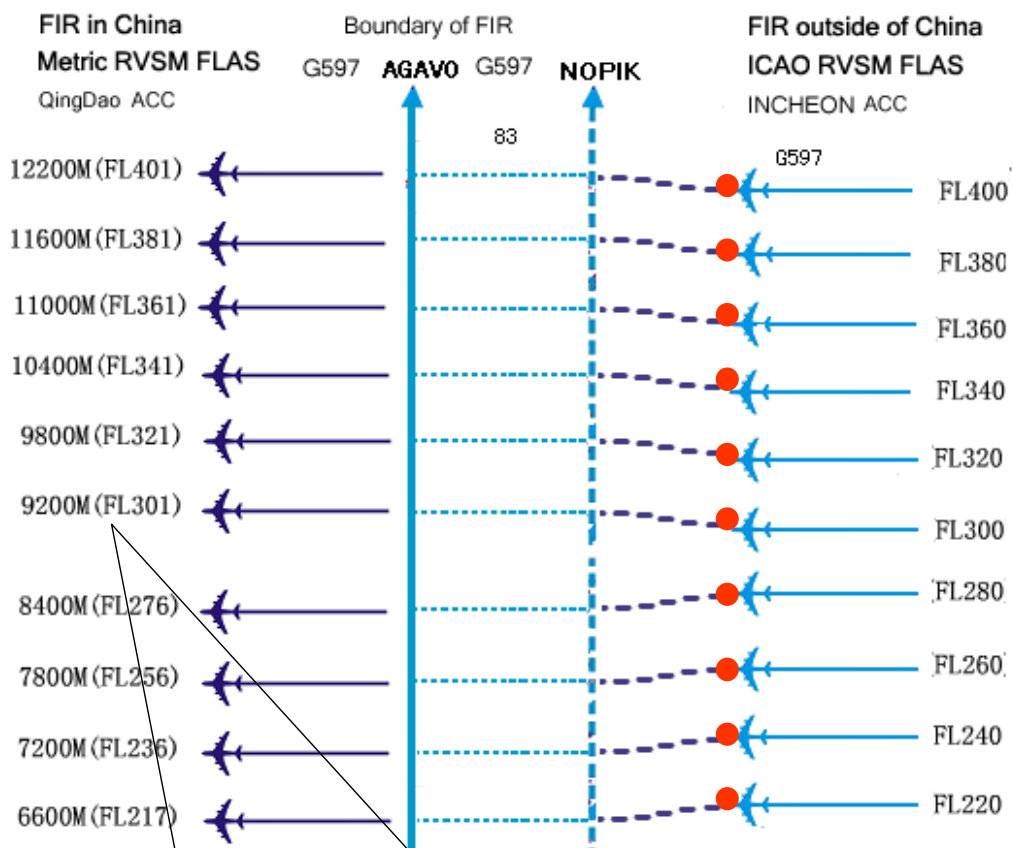 FIR in China
Metric RVSM FLAS
QingDao ACC
Boundary of FIR
G597 AGAVO G597 NOPIK
83
FIR outside of China
ICAO RVSM FLAS
INCHEON ACC
G597
12200M(FL401)
FL400
11600M(FL381)
FL380
11000M(FL361)
FL360
10400M(FL341)
FL340
9800M(FL321)
FL320
9200M(FL301)
FL300
8400M(FL276)
FL280
7800M(FL256)
FL260
7200M(FL236)
FL240
6600M(FL217)
FL220